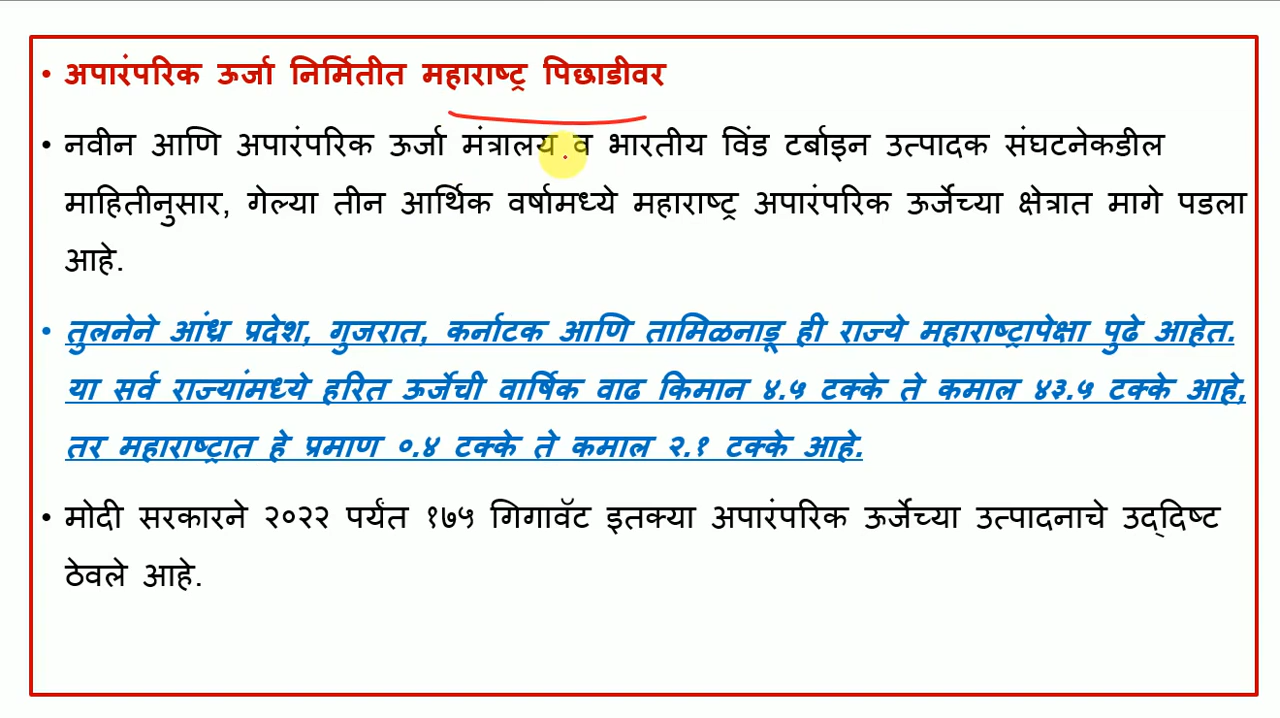 • अपारंपरिक ऊर्जा निर्मितीत महाराष्ट्र पिछाडीवर
• नवीन आणि अपारंपरिक ऊर्जा मंत्रालय व भारतीय विंड टर्बाइन उत्पादक संघटनेकडील
माहितीनुसार, गेल्या तीन आर्थिक वर्षामध्ये महाराष्ट्र अपारंपरिक ऊर्जेच्या क्षेत्रात मागे पडला
आहे.
• तुलनेने आंध्र प्रदेश, गुजरात, कर्नाटक आणि तामिळनाडू ही राज्ये महाराष्ट्रापेक्षा पुढे आहेत.
या सर्व राज्यांमध्ये हरित ऊर्जेची वार्षिक वाढ किमान ४.५ टक्के ते कमाल ४३.५ टक्के आहे,
तर महाराष्ट्रात हे प्रमाण ०.४ टक्के ते कमाल २.१ टक्के आहे.
• मोदी सरकारने २०२२ पर्यंत १७५ गिगावॅट इतक्या अपारंपरिक ऊर्जेच्या उत्पादनाचे उद्दिष्ट
ठेवले आहे.